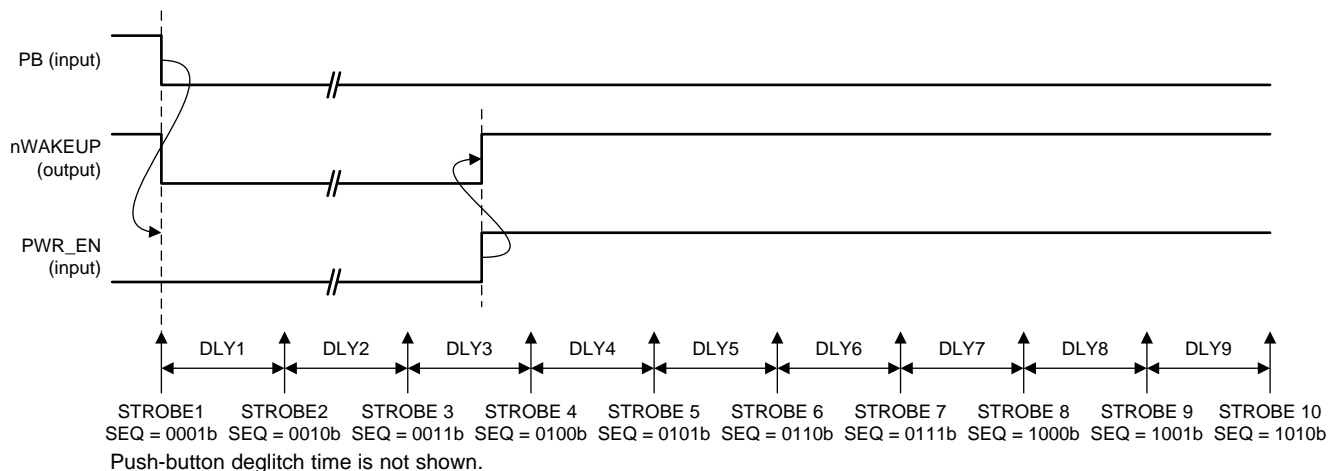 PB (input)
nWAKEUP
(output)
PWR_EN
(input)
DLY1 DLY2 DLY3 DLY4 DLY5 DLY6 DLY7 DLY8 DLY9
STROBE1 STROBE2 STROBE 3 STROBE 4 STROBE 5 STROBE 6 STROBE 7 STROBE 8 STROBE 9 STROBE 10
SEQ = 0001b SEQ = 0010b SEQ = 0011b SEQ = 0100b SEQ = 0101b SEQ = 0110b SEQ = 0111b SEQ = 1000b SEQ = 1001b SEQ = 1010b
Push-button deglitch time is not shown.